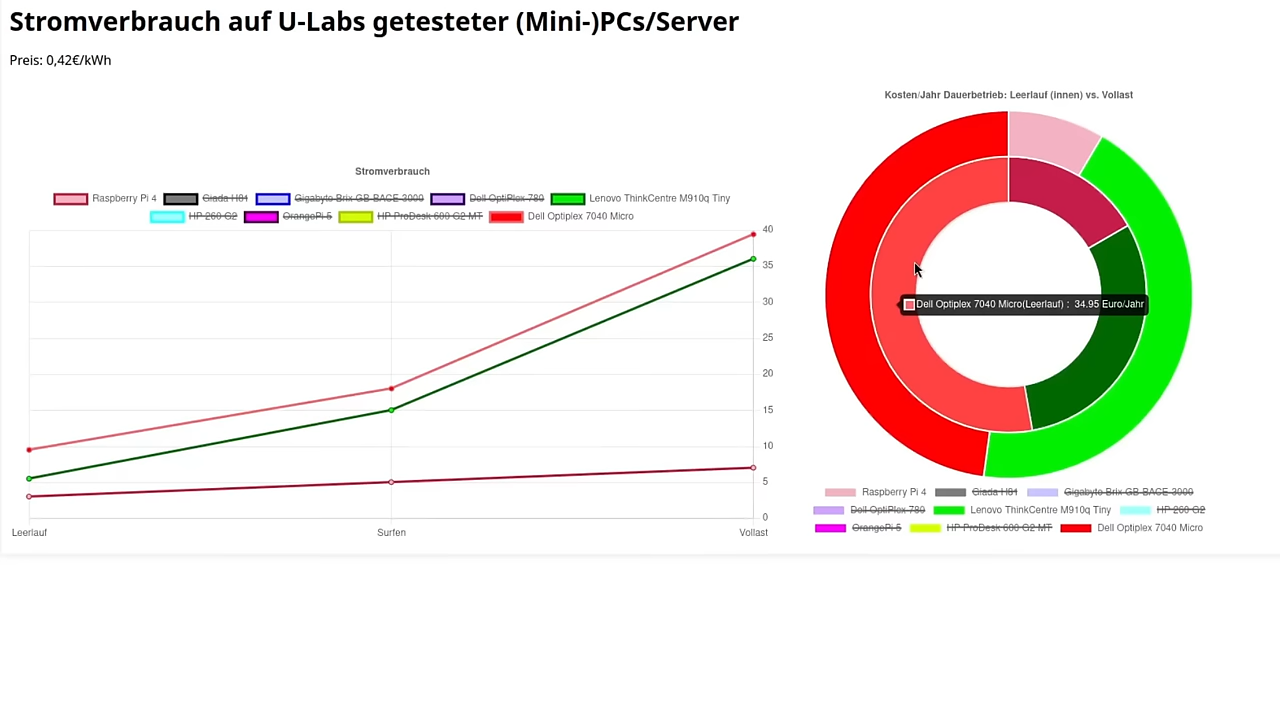 Stromverbrauch auf U-Labs getesteter (Mini-)PCs/Server
Preis: 0,42€/kWh
Stromverbrauch
Raspberry Pi 4 Giada H81 Gigabyte Brix GB-BACE-3000 Dell OptiPlex 780 Lenovo ThinkCentre M910q Tiny
HP 260 G2 OrangePi 5 HP ProDesk 600 G2 MT Dell Optiplex 7040 Micro
40
35
30
25
20
15
10
5
0
Leerlauf Surfen Vollast
Kosten/Jahr Dauerbetrieb: Leerlauf (innen) vs. Vollast
Dell Optiplex 7040 Micro(Leerlauf) : 34.95 Euro/Jahr
Raspberry Pi 4 Giada H81 Gigabyte Brix GB-BACE-3000
Dell OptiPlex 780 Lenovo ThinkCentre M910q Tiny HP 260 G2
OrangePi 5 HP ProDesk 600 G2 MT Dell Optiplex 7040 Micro